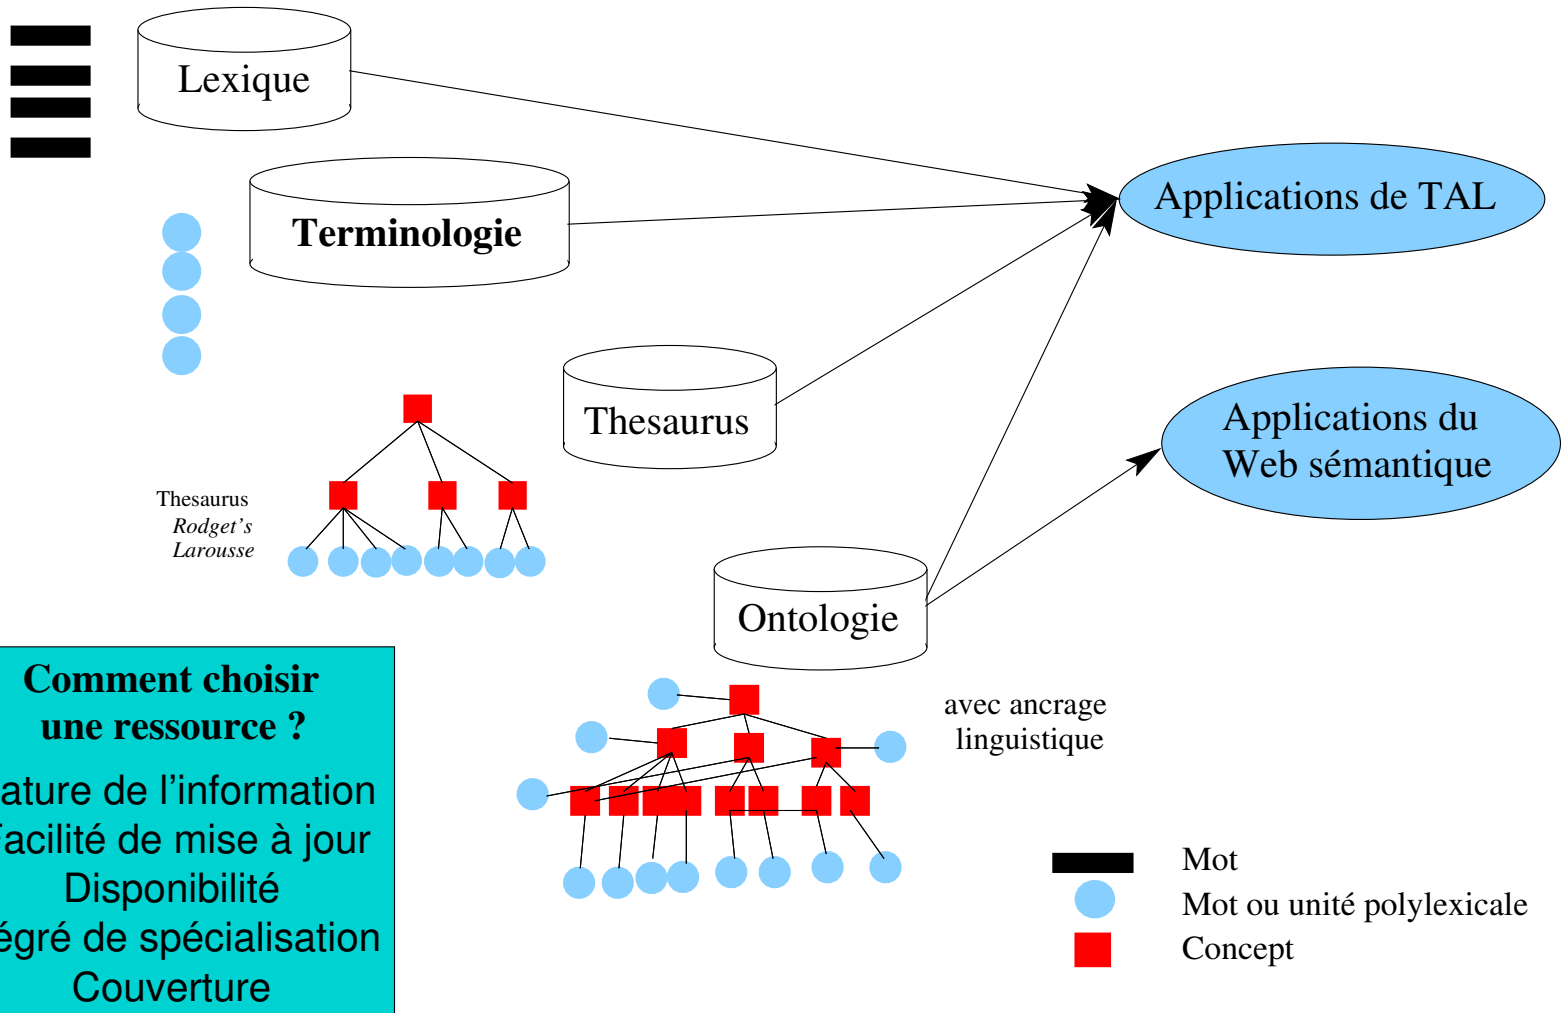 Lexique
Terminologie
Thesaurus
Ontologie
Applications de TAL
Applications du
Web sémantique
Thesaurus
Rodget's
Larousse
avec ancrage
linguistique
Comment choisir
une ressource ?
ature de l'information
acilité de mise à jour
Disponibilité
égré de spécialisation
Couverture
Mot
Mot ou unité polylexicale
Concept